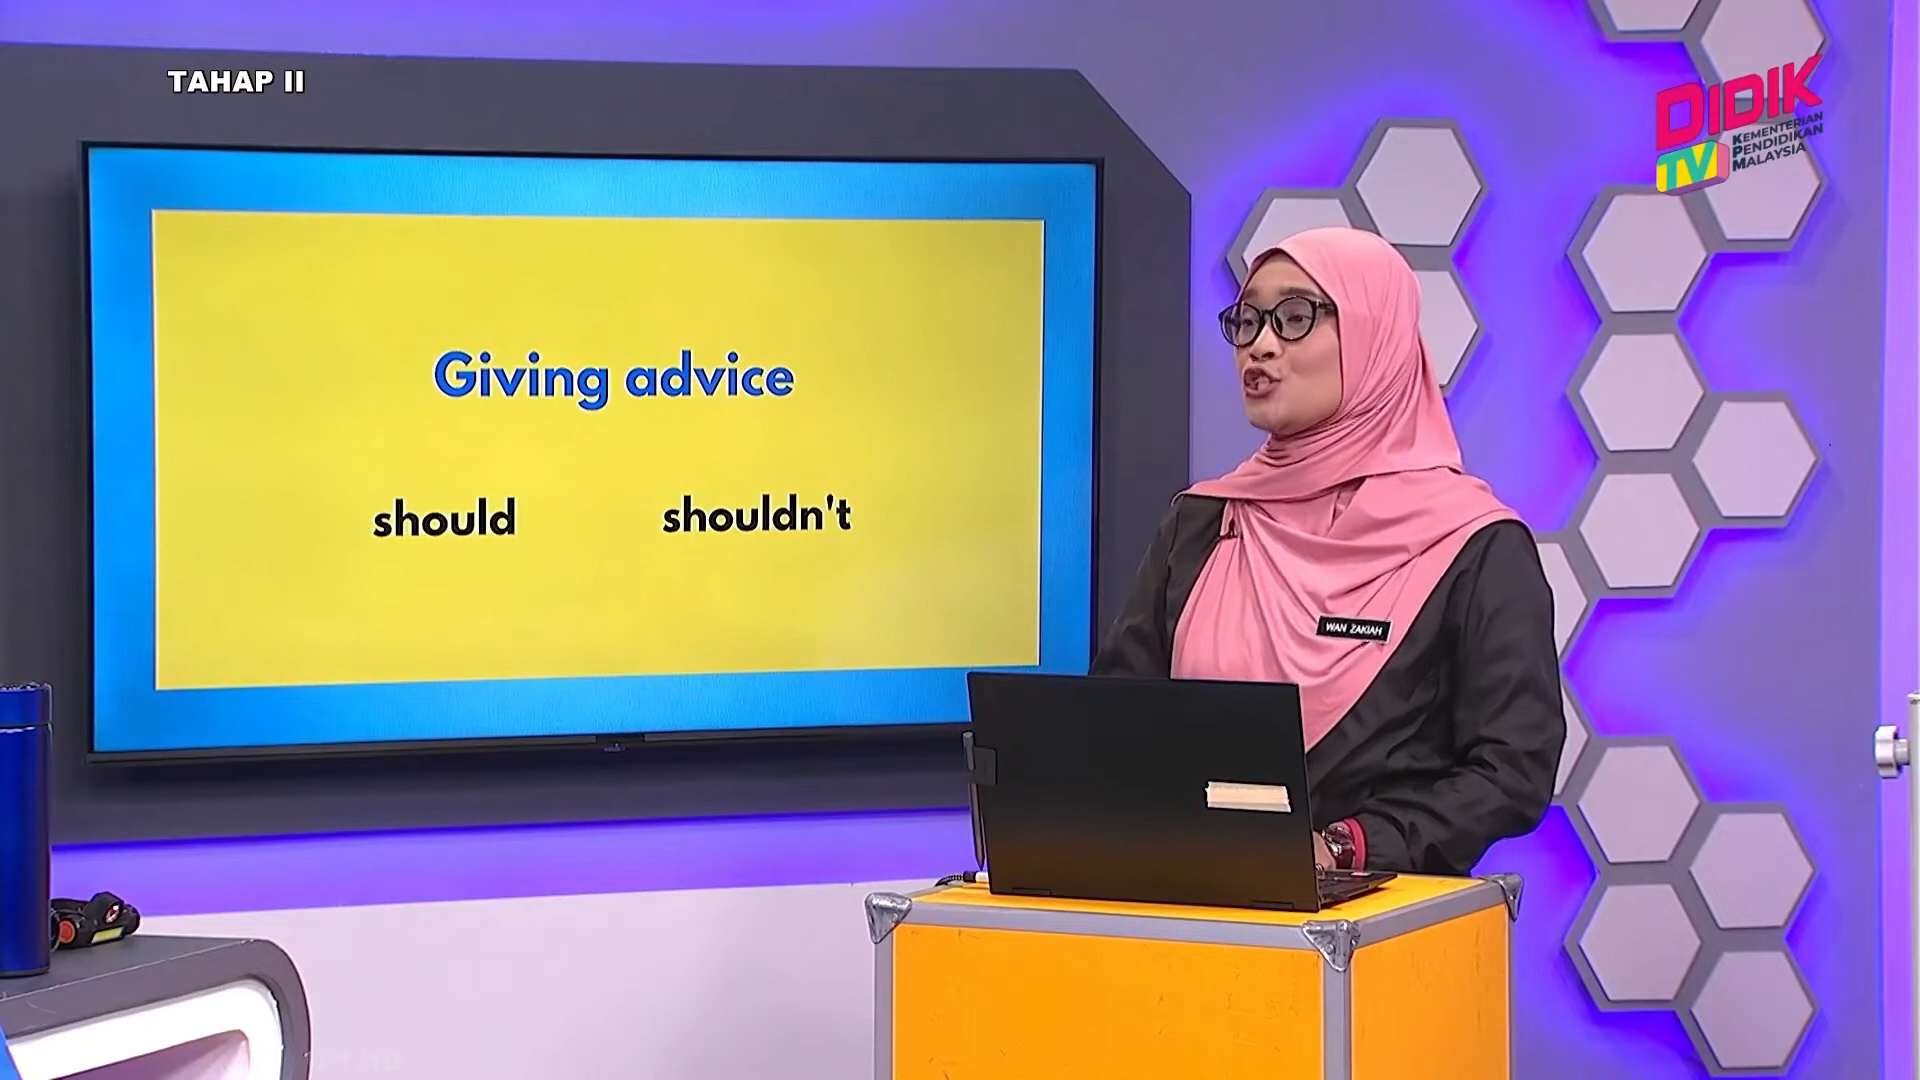 TAHAP II
DIDIK
TV
KEMENTERIAN
PENDIDIKAN
MALAYSIA
Giving advice
should shouldn't
WAN ZAKIAH